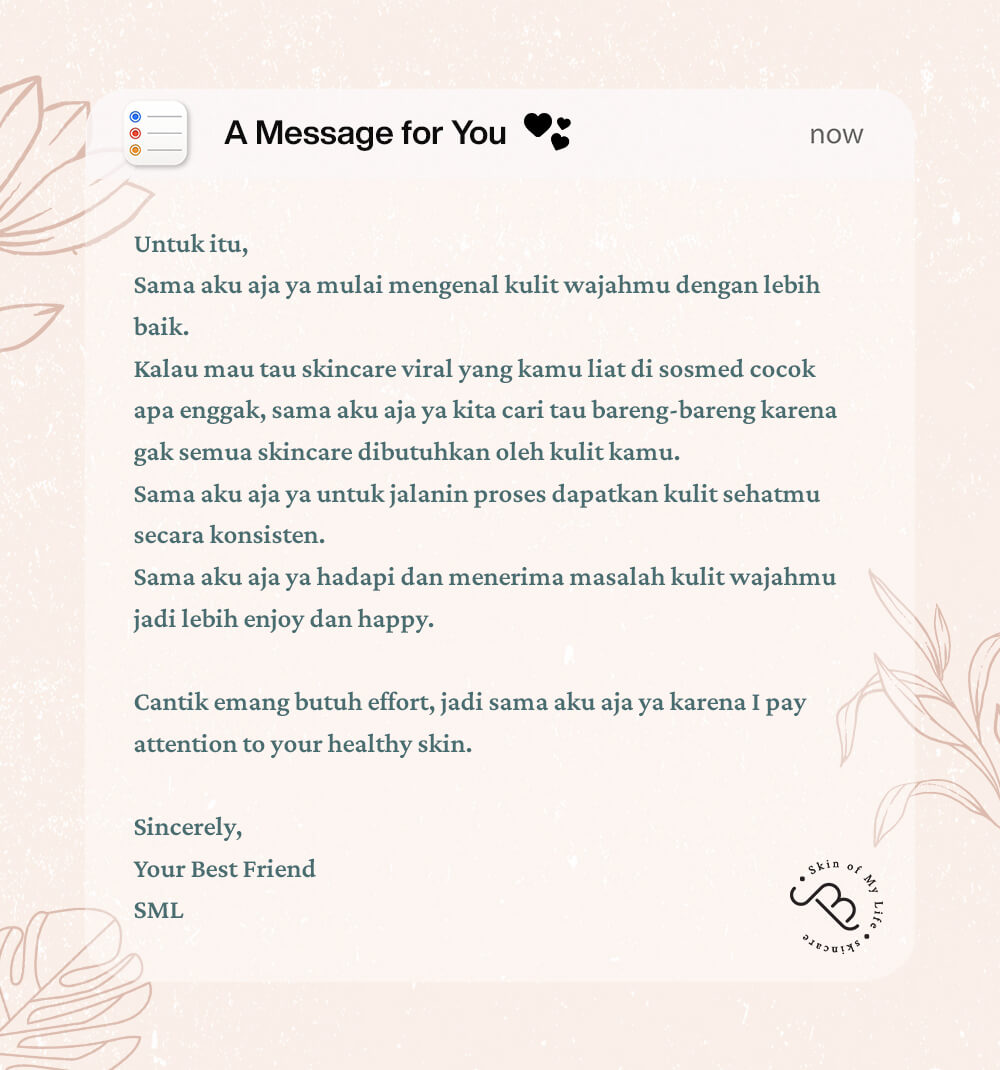 A Message for You
now
Untuk itu,
Sama aku aja ya mulai mengenal kulit wajahmu dengan lebih
baik.
Kalau mau tau skincare viral yang kamu liat di sosmed cocok
apa enggak, sama aku aja ya kita cari tau bareng-bareng karena
gak semua skincare dibutuhkan oleh kulit kamu.
Sama aku aja ya untuk jalanin proses dapatkan kulit sehatmu
secara konsisten.
Sama aku aja ya hadapi dan menerima masalah kulit wajahmu
jadi lebih enjoy dan happy.
Cantik emang butuh effort, jadi sama aku aja ya karena I pay
attention to your healthy skin.
Sincerely,
Your Best Friend
SML
• Skin of My Life • skincare